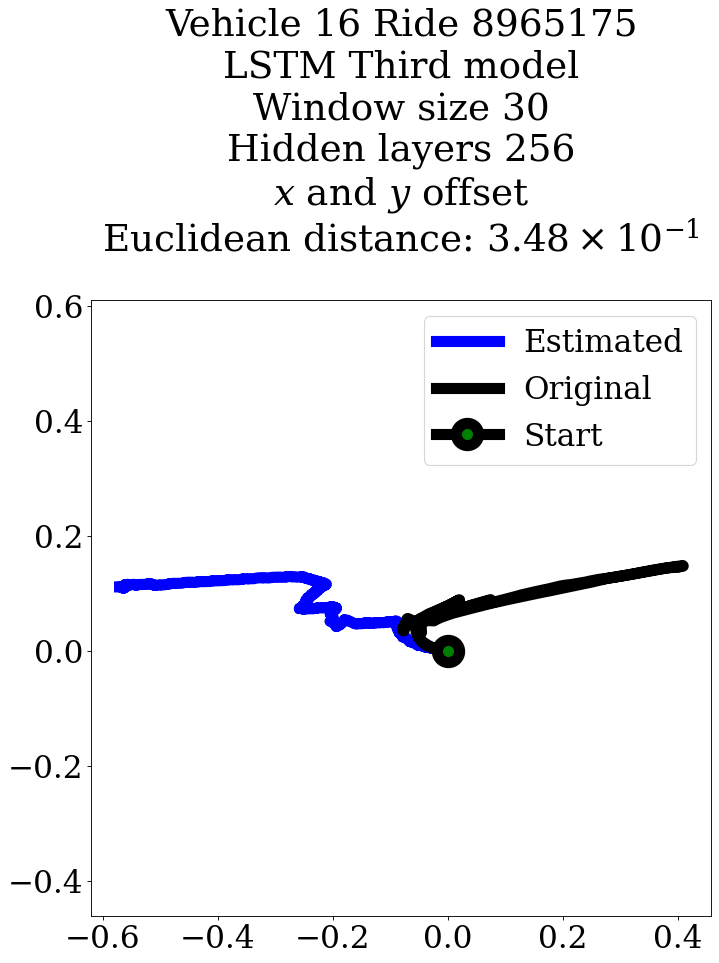 Vehicle 16 Ride 8965175
LSTM Third model
Window size 30
Hidden layers 256
x and y offset
Euclidean distance: 3.48 × 10⁻¹
Estimated
Original
Start
0.6
0.4
0.2
0.0
−0.2
−0.4
−0.6 −0.4 −0.2 0.0 0.2 0.4